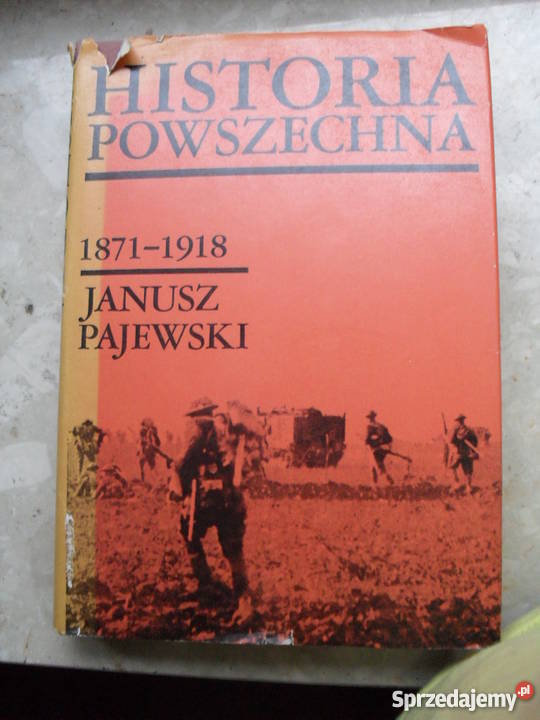 HISTORIA
POWSZECHNA
1871–1918
JANUSZ
PAJEWSKI
Sprzedajemy.pl